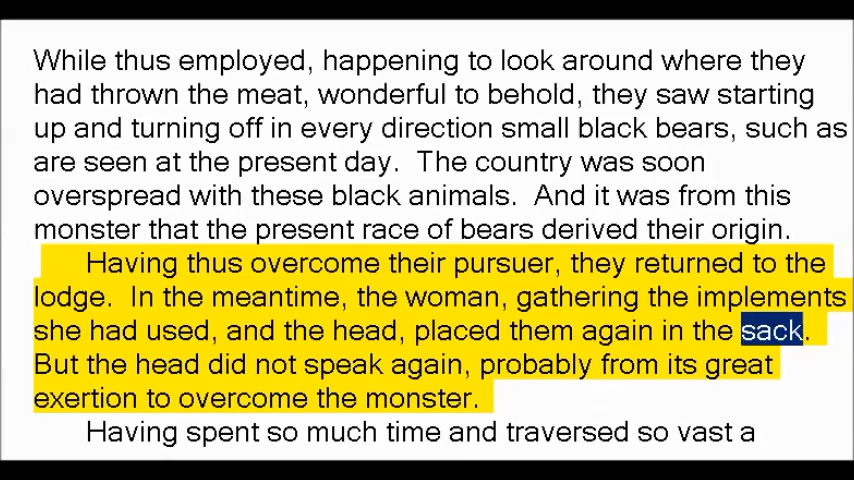 While thus employed, happening to look around where they
had thrown the meat, wonderful to behold, they saw starting
up and turning off in every direction small black bears, such as
are seen at the present day.  The country was soon
overspread with these black animals.  And it was from this
monster that the present race of bears derived their origin.
Having thus overcome their pursuer, they returned to the
lodge.  In the meantime, the woman, gathering the implements
she had used, and the head, placed them again in the sack.
But the head did not speak again, probably from its great
exertion to overcome the monster.
Having spent so much time and traversed so vast a